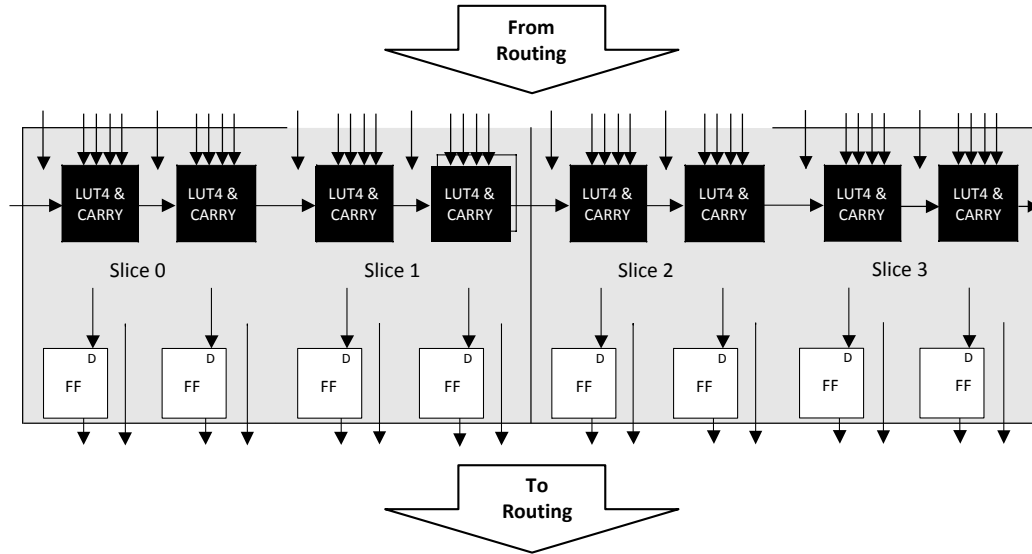 From
Routing
LUT4 &
CARRY
LUT4 &
CARRY
LUT4 &
CARRY
LUT4 &
CARRY
LUT4 &
CARRY
LUT4 &
CARRY
LUT4 &
CARRY
LUT4 &
CARRY
Slice 0
Slice 1
Slice 2
Slice 3
D
FF
D
FF
D
FF
D
FF
D
FF
D
FF
D
FF
D
FF
To
Routing